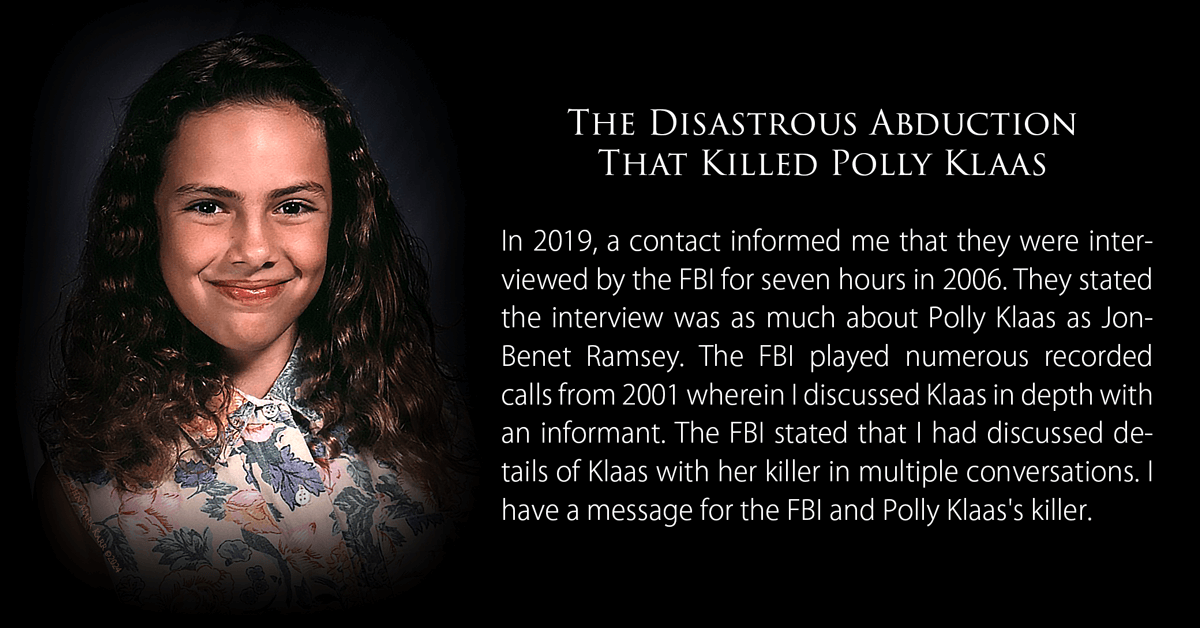 The Disastrous Abduction
That Killed Polly Klaas
In 2019, a contact informed me that they were inter-
viewed by the FBI for seven hours in 2006. They stated
the interview was as much about Polly Klaas as Jon-
Benet Ramsey. The FBI played numerous recorded
calls from 2001 wherein I discussed Klaas in depth with
an informant. The FBI stated that I had discussed de-
tails of Klaas with her killer in multiple conversations. I
have a message for the FBI and Polly Klaas's killer.